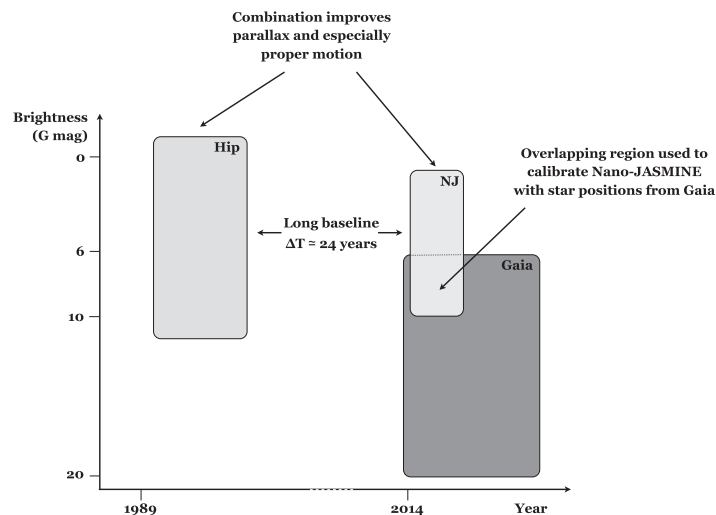 Combination improves
parallax and especially
proper motion
Brightness
(G mag)
0
Hip
NJ
Overlapping region used to
calibrate Nano-JASMINE
with star positions from Gaia
Long baseline
ΔT ≃ 24 years
6
Gaia
10
20
1989
2014
Year